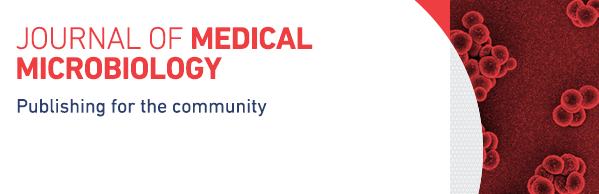 JOURNAL OF MEDICAL
MICROBIOLOGY
Publishing for the community